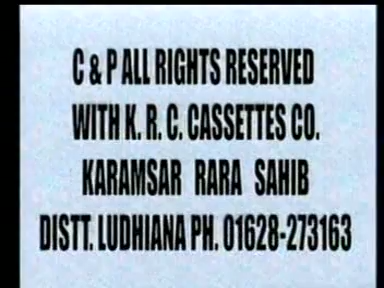 C & P ALL RIGHTS RESERVED
WITH K. R. C. CASSETTES CO.
KARAMSAR RARA SAHIB
DISTT. LUDHIANA PH. 01628-273163